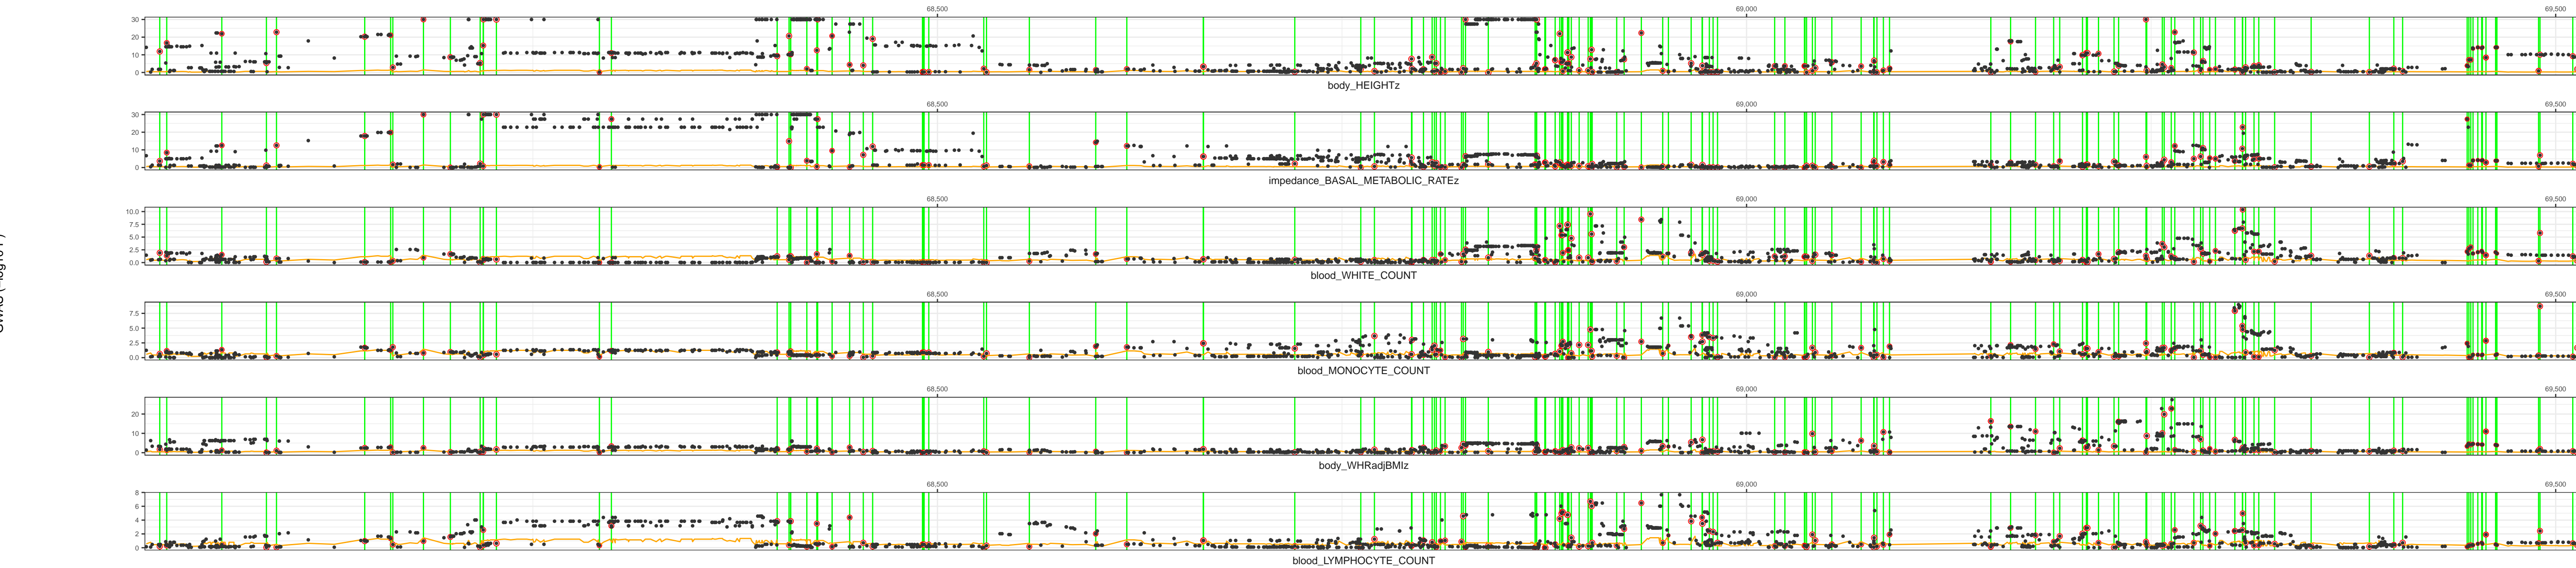 68,500 69,000 69,500
30
20
10
0
body_HEIGHTz
68,500 69,000 69,500
30
20
10
0
impedance_BASAL_METABOLIC_RATEz
68,500 69,000 69,500
10.0
7.5
5.0
2.5
0.0
blood_WHITE_COUNT
68,500 69,000 69,500
7.5
5.0
2.5
0.0
blood_MONOCYTE_COUNT
68,500 69,000 69,500
20
10
0
body_WHRadjBMIz
68,500 69,000 69,500
8
6
4
2
0
blood_LYMPHOCYTE_COUNT